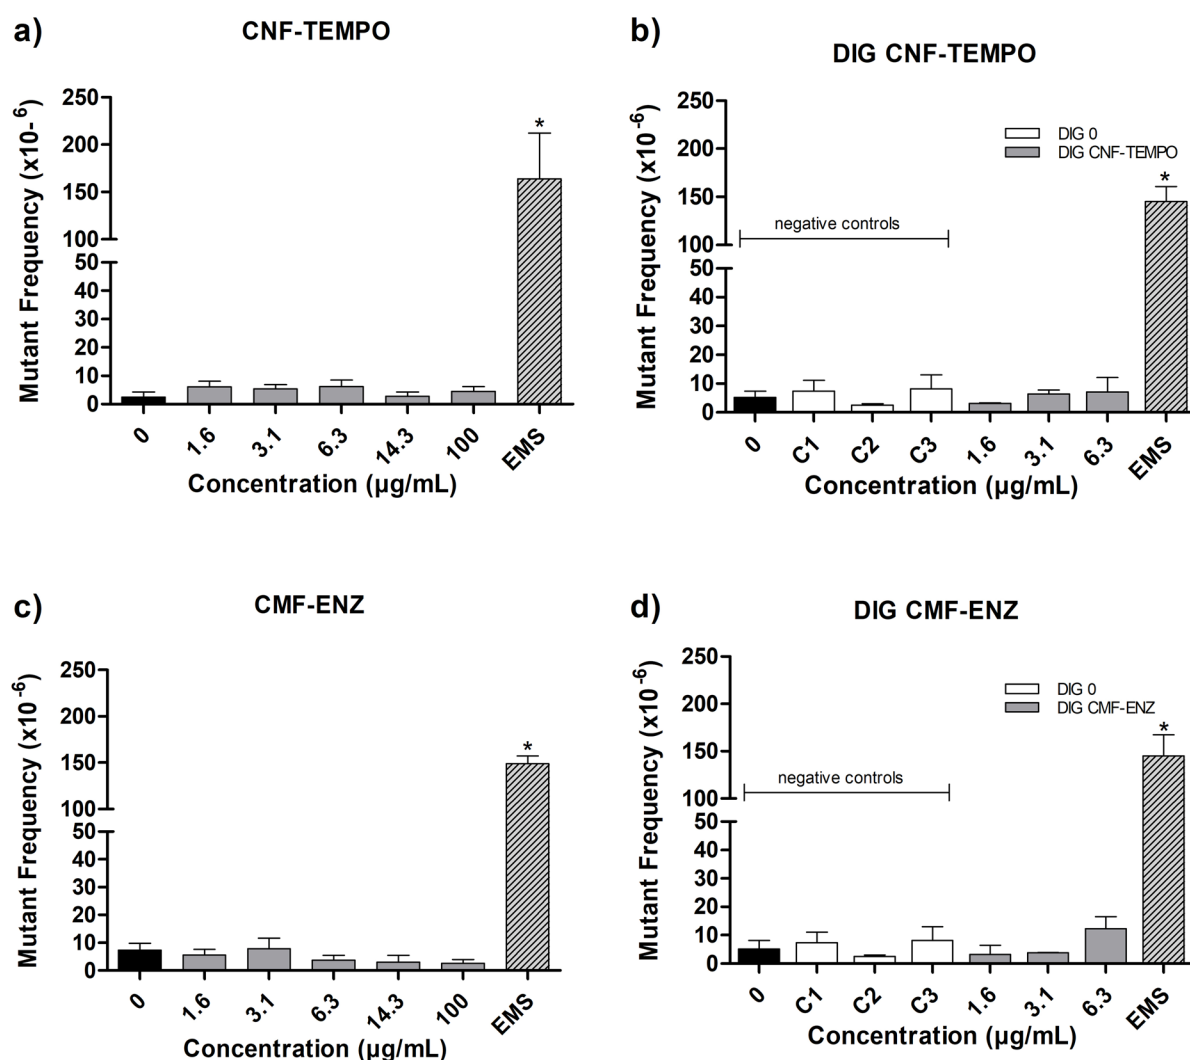 a)
CNF-TEMPO
Mutant Frequency (x10- 6)
250
200
150
100
50
40
30
20
10
0
*
0 1.6 3.1 6.3 14.3 100 EMS
Concentration (µg/mL)
b)
DIG CNF-TEMPO
Mutant Frequency (x10-6)
250
200
150
100
50
40
30
20
10
0
DIG 0
DIG CNF-TEMPO
negative controls
*
0 C1 C2 C3 1.6 3.1 6.3 EMS
Concentration (µg/mL)
c)
CMF-ENZ
Mutant Frequency (x10-6)
250
200
150
100
50
40
30
20
10
0
*
0 1.6 3.1 6.3 14.3 100 EMS
Concentration (µg/mL)
d)
DIG CMF-ENZ
Mutant Frequency (x10-6)
250
200
150
100
50
40
30
20
10
0
DIG 0
DIG CMF-ENZ
negative controls
*
0 C1 C2 C3 1.6 3.1 6.3 EMS
Concentration (µg/mL)